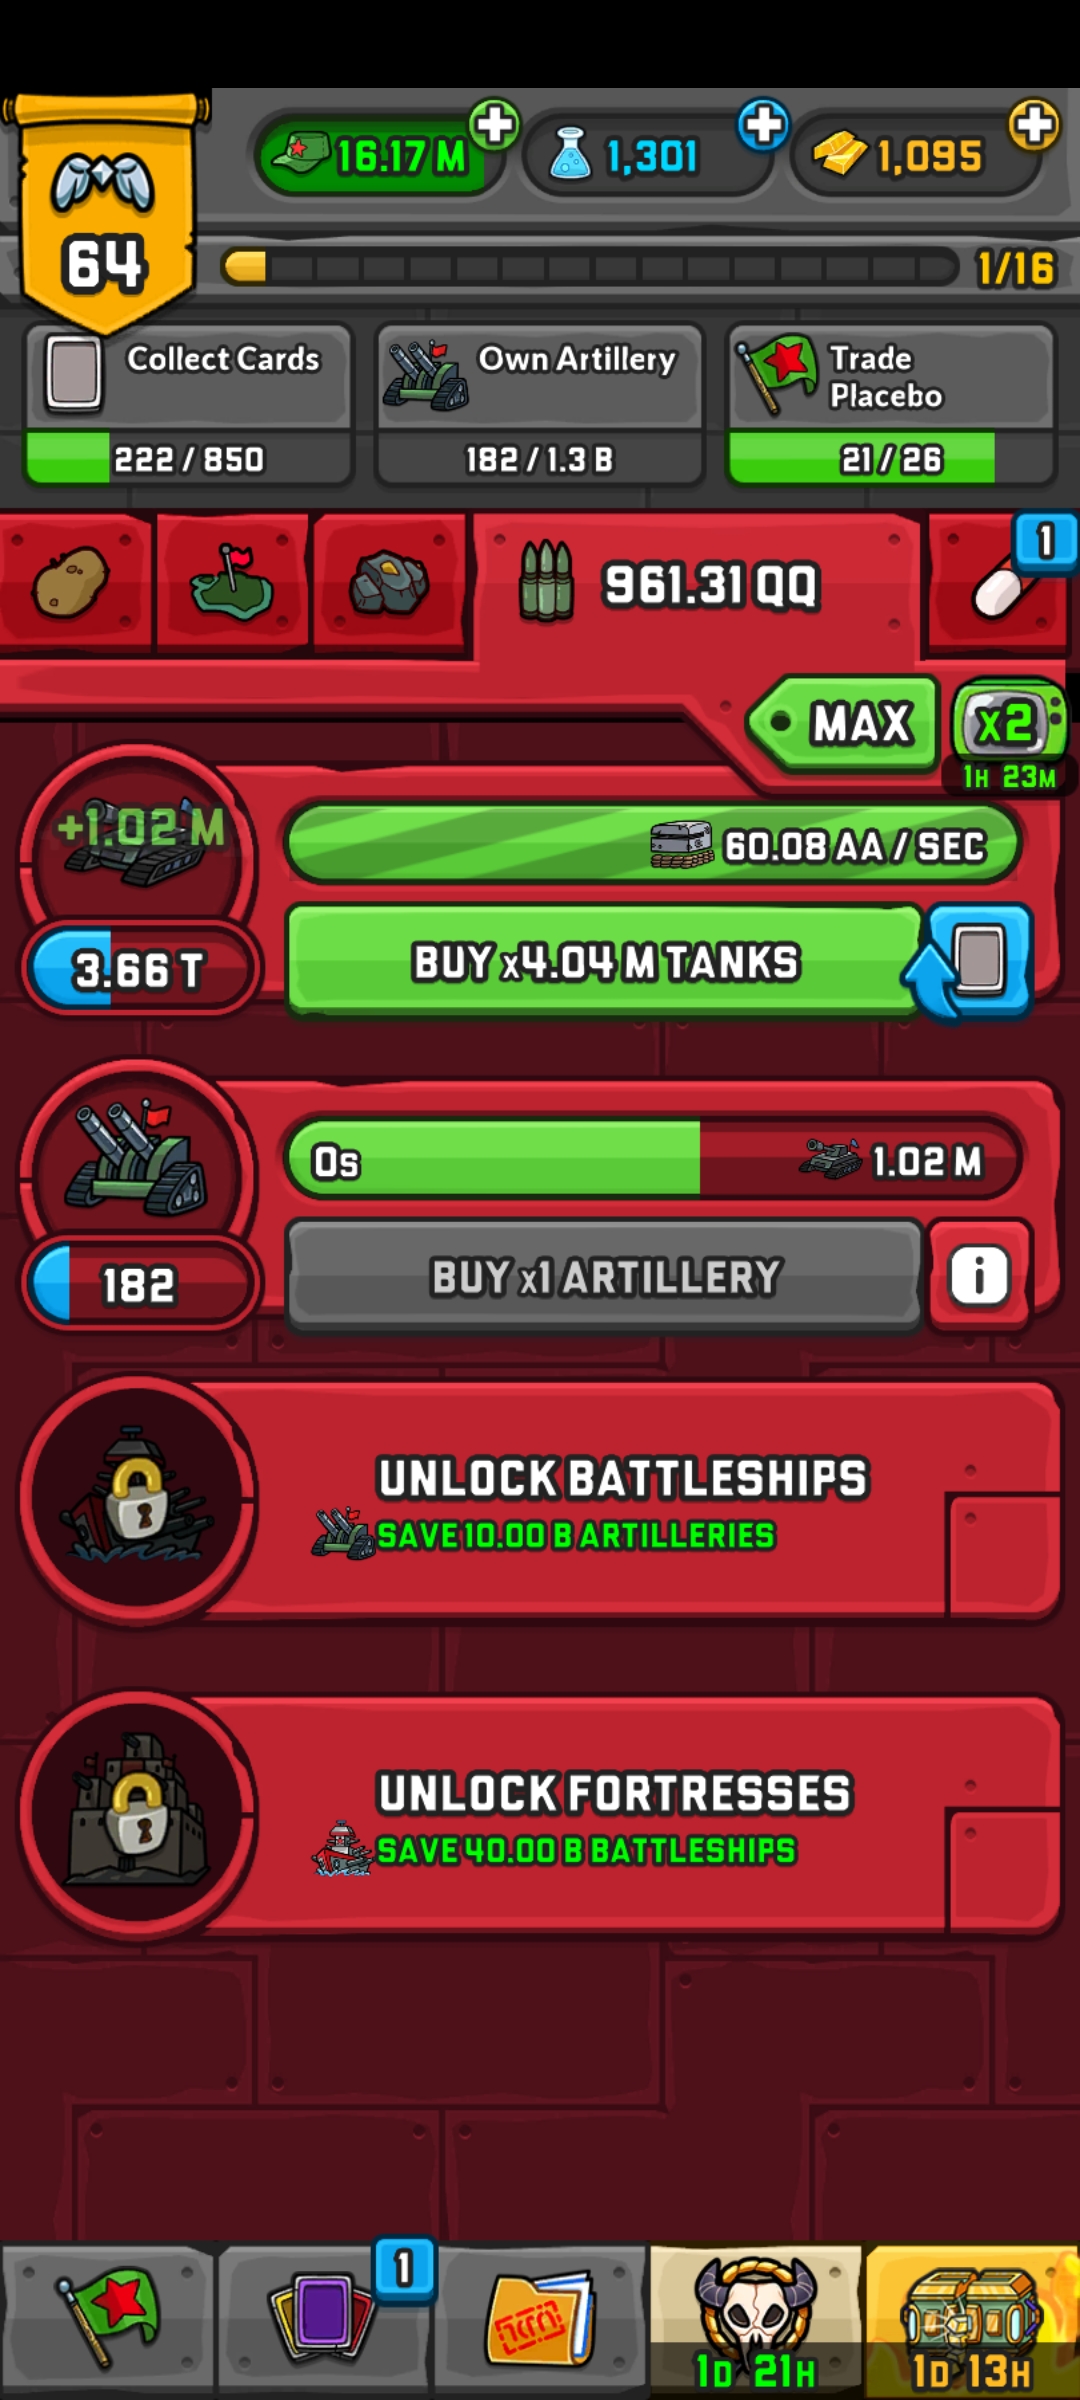 16.17 M
1,301
1,095
64
1/16
Collect Cards
222 / 850
Own Artillery
182 / 1.3 B
Trade
Placebo
21 / 26
961.31 QQ
1
MAX
x2
1H 23M
+1.02 M
60.08 AA / SEC
3.66 T
BUY x4.04 M TANKS
0s
1.02 M
182
BUY x1 ARTILLERY
i
UNLOCK BATTLESHIPS
SAVE 10.00 B ARTILLERIES
UNLOCK FORTRESSES
SAVE 40.00 B BATTLESHIPS
1
1D 21H
1D 13H